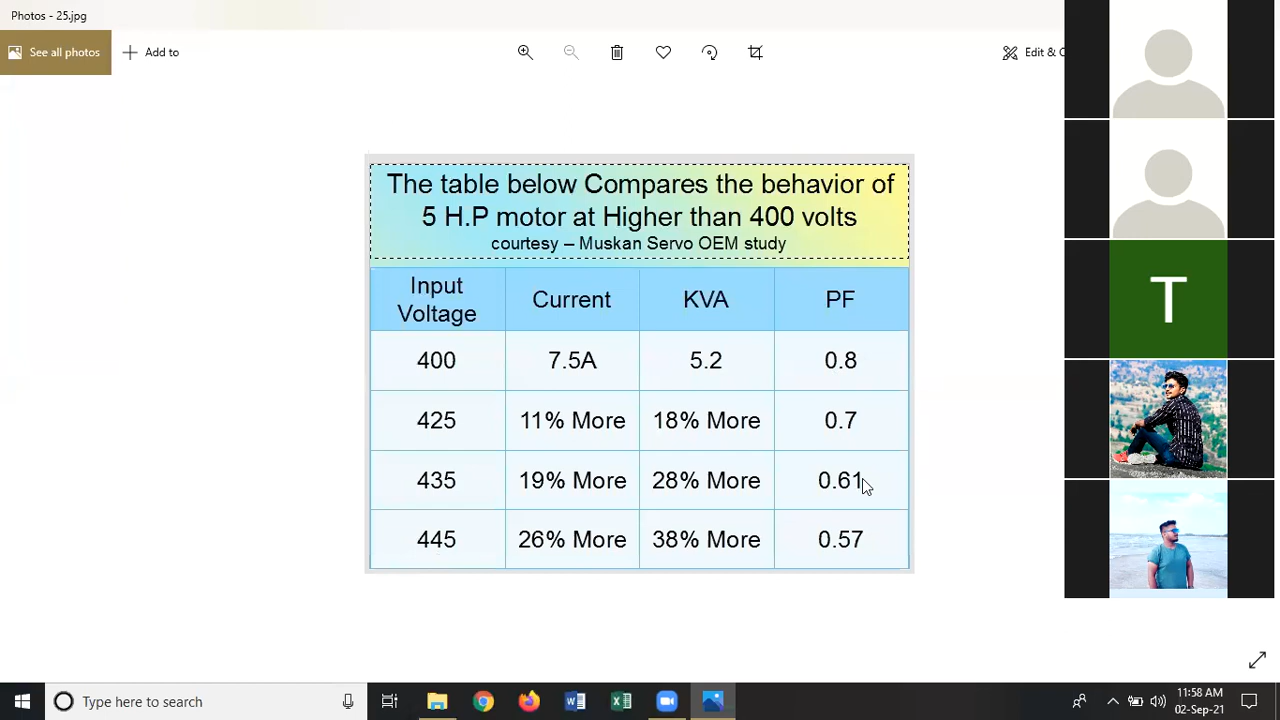 Photos - 25.jpg
See all photos
Add to
Edit & C
The table below Compares the behavior of
5 H.P motor at Higher than 400 volts
courtesy – Muskan Servo OEM study
Input Voltage Current KVA PF
400 7.5A 5.2 0.8
425 11% More 18% More 0.7
435 19% More 28% More 0.61
445 26% More 38% More 0.57
T
Type here to search
11:58 AM
02-Sep-21